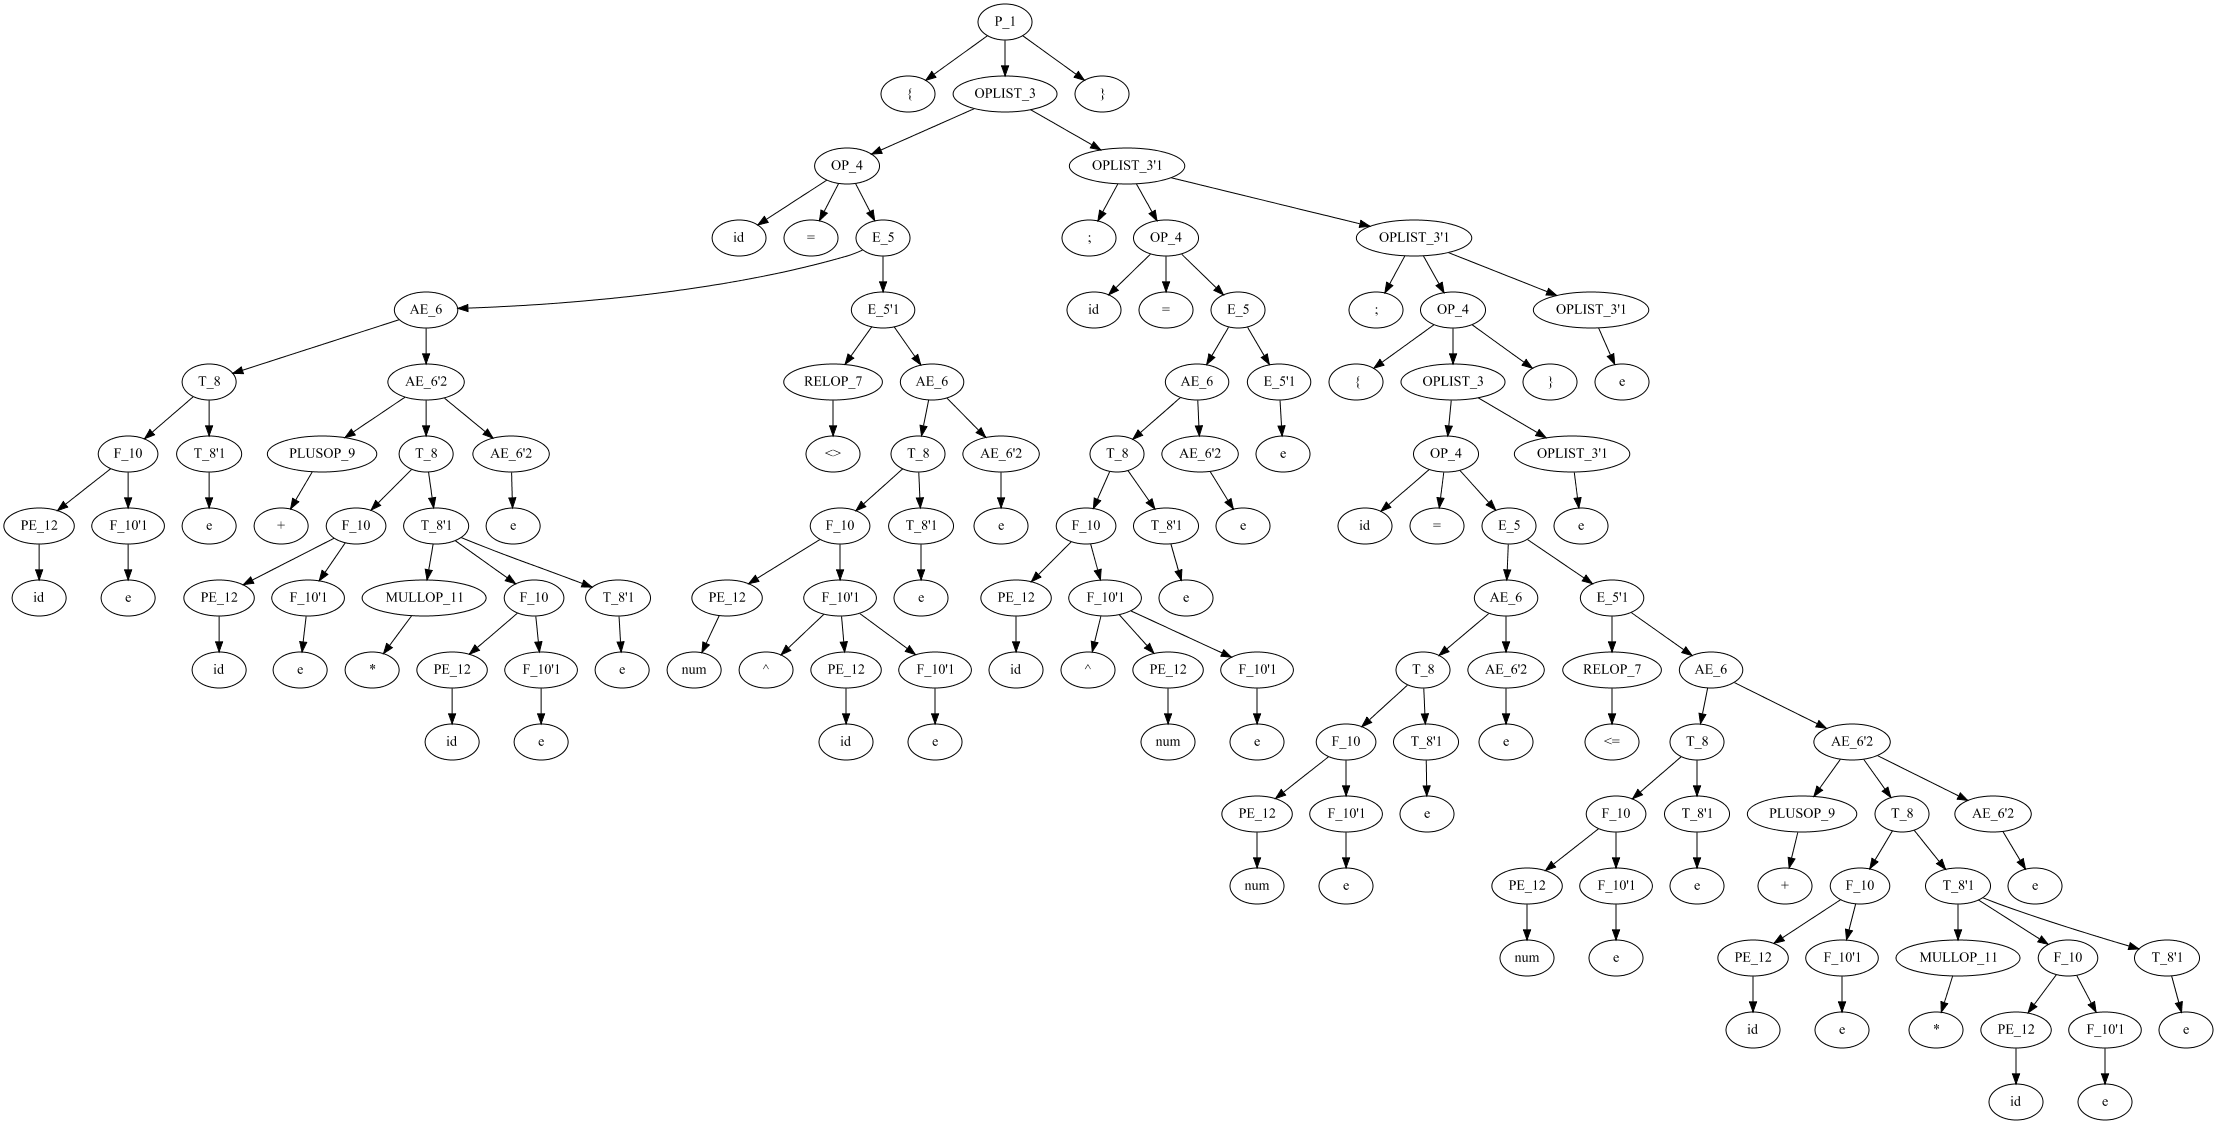 P_1
{ OPLIST_3 }
OP_4 OPLIST_3'1
id = E_5 ; OP_4 OPLIST_3'1
AE_6 E_5'1 id = E_5 ; OP_4 OPLIST_3'1
T_8 AE_6'2 RELOP_7 AE_6 AE_6 E_5'1 { OPLIST_3 } e
F_10 T_8'1 PLUSOP_9 T_8 AE_6'2 <> T_8 AE_6'2 T_8 AE_6'2 e OP_4 OPLIST_3'1
PE_12 F_10'1 e + F_10 T_8'1 e F_10 T_8'1 e F_10 T_8'1 e id = E_5 e
id e PE_12 F_10'1 MULLOP_11 F_10 T_8'1 PE_12 F_10'1 e PE_12 F_10'1 e AE_6 E_5'1
id e * PE_12 F_10'1 e num ^ PE_12 F_10'1 id ^ PE_12 F_10'1 T_8 AE_6'2 RELOP_7 AE_6
id e id e num e F_10 T_8'1 e <= T_8 AE_6'2
PE_12 F_10'1 e F_10 T_8'1 PLUSOP_9 T_8 AE_6'2
num e PE_12 F_10'1 e + F_10 T_8'1 e
num e PE_12 F_10'1 MULLOP_11 F_10 T_8'1
id e * PE_12 F_10'1 e
id e